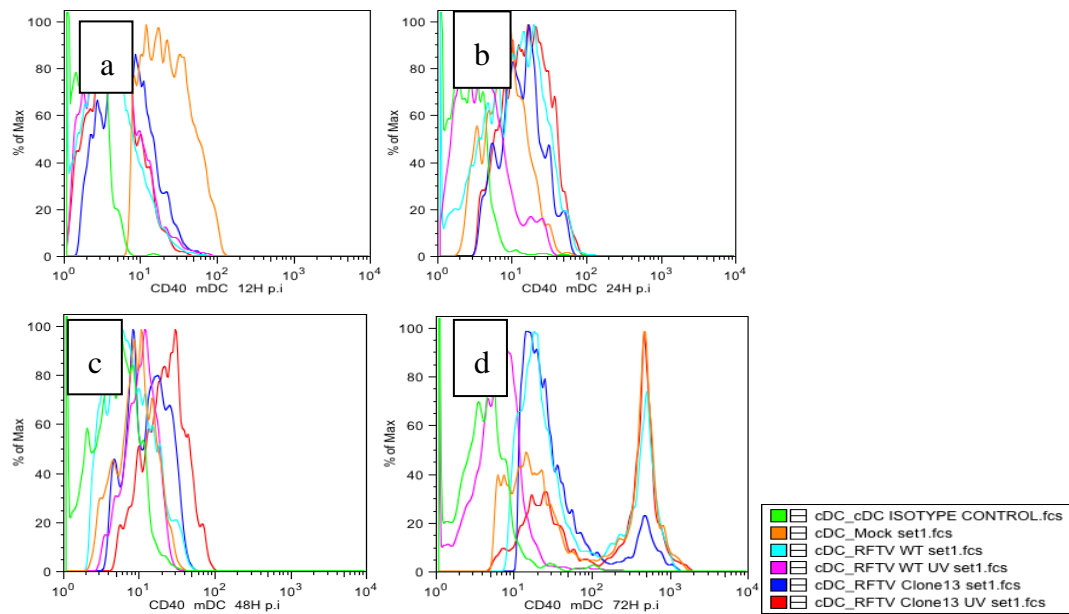 100
80
60
40
20
0
% of Max
a
10^0 10^1 10^2 10^3 10^4
CD40 mDC 12H p.i
100
80
60
40
20
0
% of Max
b
10^0 10^1 10^2 10^3 10^4
CD40 mDC 24H p.i
100
80
60
40
20
0
% of Max
c
10^0 10^1 10^2 10^3 10^4
CD40 mDC 48H p.i
100
80
60
40
20
0
% of Max
d
10^0 10^1 10^2 10^3 10^4
CD40 mDC 72H p.i
cDC_cDC ISOTYPE CONTROL.fcs
cDC_Mock set1.fcs
cDC_RFTV WT set1.fcs
cDC_RFTV WT UV set1.fcs
cDC_RFTV Clone13 set1.fcs
cDC_RFTV Clone13 UV set1.fcs